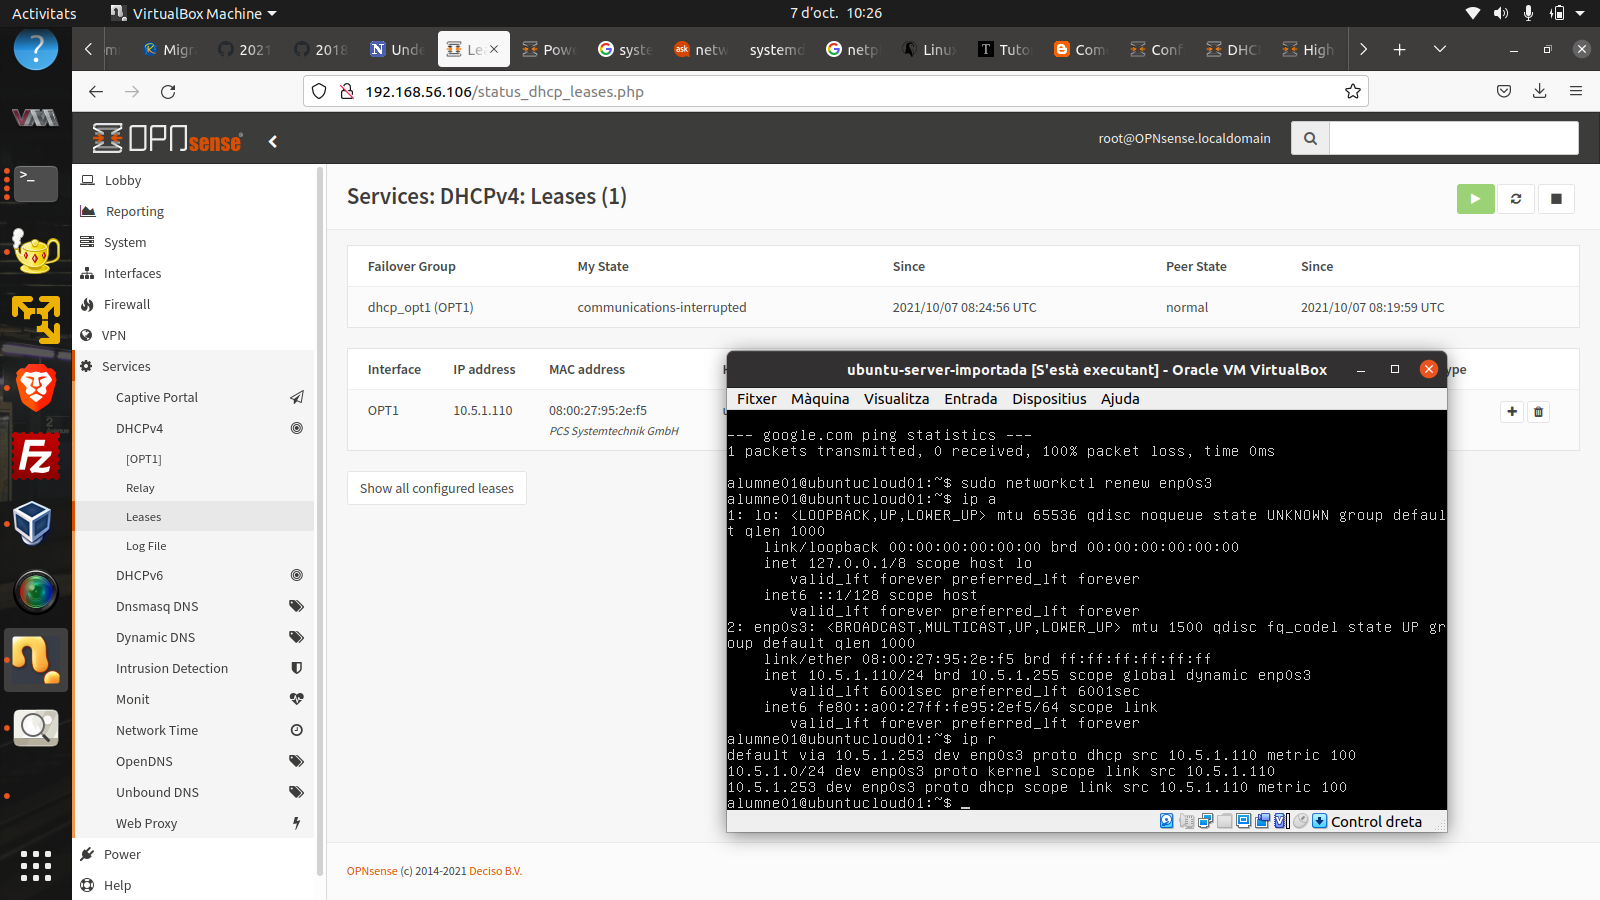 Activitats
VirtualBox Machine
7 d'oct. 10:26
Migr
2021
2018
Unde
Le
Powe
syste
netw
systemd
netp
Linux
Tutor
Com
Conf
DHC
High
192.168.56.106/status_dhcp_leases.php
OPNsense
root@OPNsense.localdomain
Lobby
Reporting
System
Interfaces
Firewall
VPN
Services
Captive Portal
DHCPv4
[OPT1]
Relay
Leases
Log File
DHCPv6
Dnsmasq DNS
Dynamic DNS
Intrusion Detection
Monit
Network Time
OpenDNS
Unbound DNS
Web Proxy
Power
Help
Services: DHCPv4: Leases (1)
Failover Group My State Since Peer State Since
dhcp_opt1 (OPT1) communications-interrupted 2021/10/07 08:24:56 UTC normal 2021/10/07 08:19:59 UTC
Interface IP address MAC address
OPT1 10.5.1.110 08:00:27:95:2e:f5
PCS Systemtechnik GmbH
Show all configured leases
ubuntu-server-importada [S'està executant] - Oracle VM VirtualBox
Fitxer Màquina Visualitza Entrada Dispositius Ajuda
--- google.com ping statistics ---
1 packets transmitted, 0 received, 100% packet loss, time 0ms
alumne01@ubuntucloud01:~$ sudo networkctl renew enp0s3
alumne01@ubuntucloud01:~$ ip a
1: lo: <LOOPBACK,UP,LOWER_UP> mtu 65536 qdisc noqueue state UNKNOWN group defaul
t qlen 1000
link/loopback 00:00:00:00:00:00 brd 00:00:00:00:00:00
inet 127.0.0.1/8 scope host lo
valid_lft forever preferred_lft forever
inet6 ::1/128 scope host
valid_lft forever preferred_lft forever
2: enp0s3: <BROADCAST,MULTICAST,UP,LOWER_UP> mtu 1500 qdisc fq_codel state UP gr
oup default qlen 1000
link/ether 08:00:27:95:2e:f5 brd ff:ff:ff:ff:ff:ff
inet 10.5.1.110/24 brd 10.5.1.255 scope global dynamic enp0s3
valid_lft 6001sec preferred_lft 6001sec
inet6 fe80::a00:27ff:fe95:2ef5/64 scope link
valid_lft forever preferred_lft forever
alumne01@ubuntucloud01:~$ ip r
default via 10.5.1.253 dev enp0s3 proto dhcp src 10.5.1.110 metric 100
10.5.1.0/24 dev enp0s3 proto kernel scope link src 10.5.1.110
10.5.1.253 dev enp0s3 proto dhcp scope link src 10.5.1.110 metric 100
alumne01@ubuntucloud01:~$ _
Control dreta
OPNsense (c) 2014-2021 Deciso B.V.